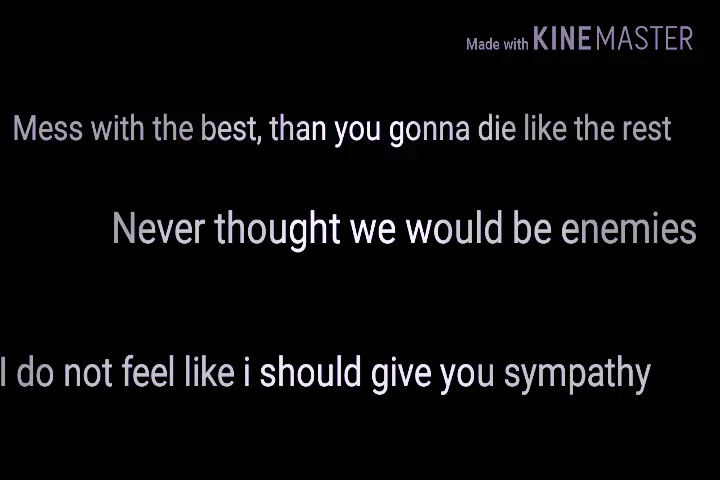 Made with KINEMASTER
Mess with the best, than you gonna die like the rest
Never thought we would be enemies
I do not feel like i should give you sympathy